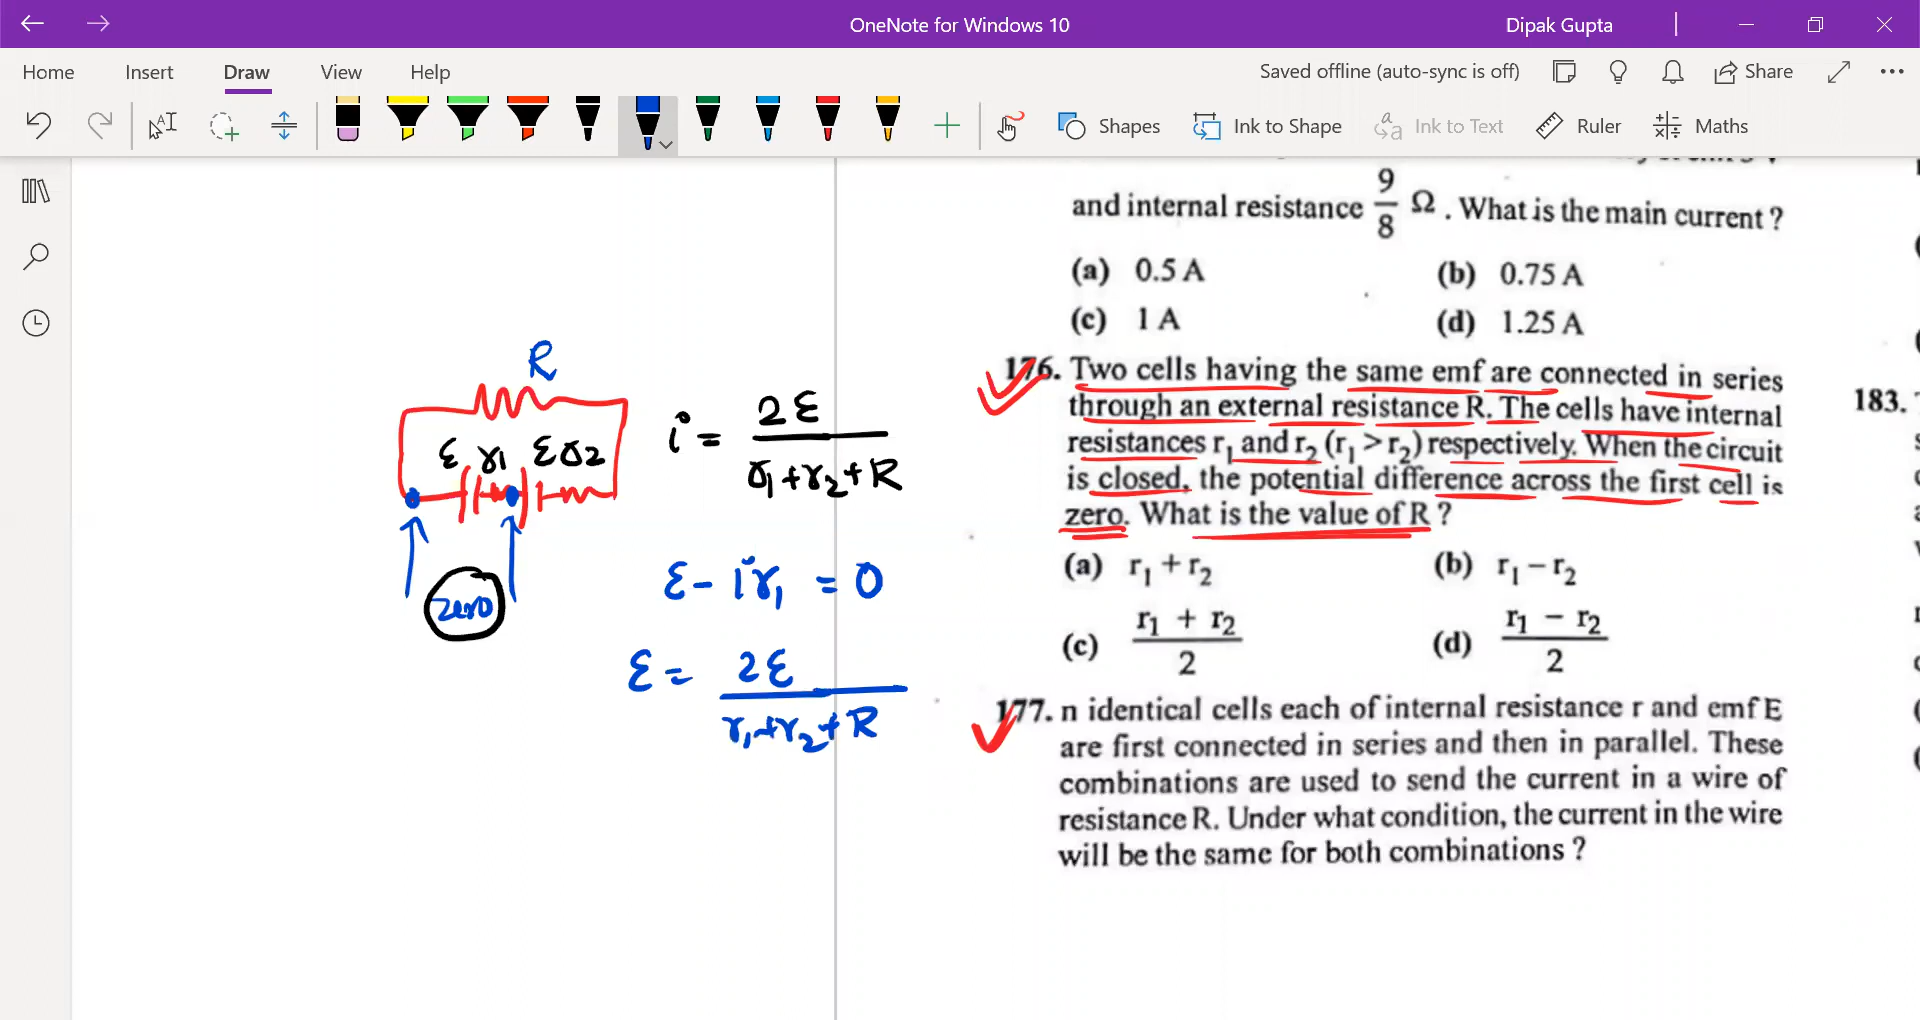 OneNote for Windows 10
Dipak Gupta
Home Insert Draw View Help
Saved offline (auto-sync is off)
Share
Shapes
Ink to Shape
Ink to Text
Ruler
Maths
and internal resistance 9/8 Ω . What is the main current ?
(a) 0.5 A (b) 0.75 A
(c) 1 A (d) 1.25 A
176. Two cells having the same emf are connected in series
through an external resistance R. The cells have internal
resistances r₁ and r₂ (r₁ > r₂) respectively. When the circuit
is closed, the potential difference across the first cell is
zero. What is the value of R ?
(a) r₁ + r₂ (b) r₁ − r₂
(c) (r₁ + r₂)/2 (d) (r₁ − r₂)/2
177. n identical cells each of internal resistance r and emf E
are first connected in series and then in parallel. These
combinations are used to send the current in a wire of
resistance R. Under what condition, the current in the wire
will be the same for both combinations ?
183.
R
ε r₁ ε r₂
zero
i = 2ε/(r₁+r₂+R)
ε − ir₁ = 0
ε = 2ε/(r₁+r₂+R)